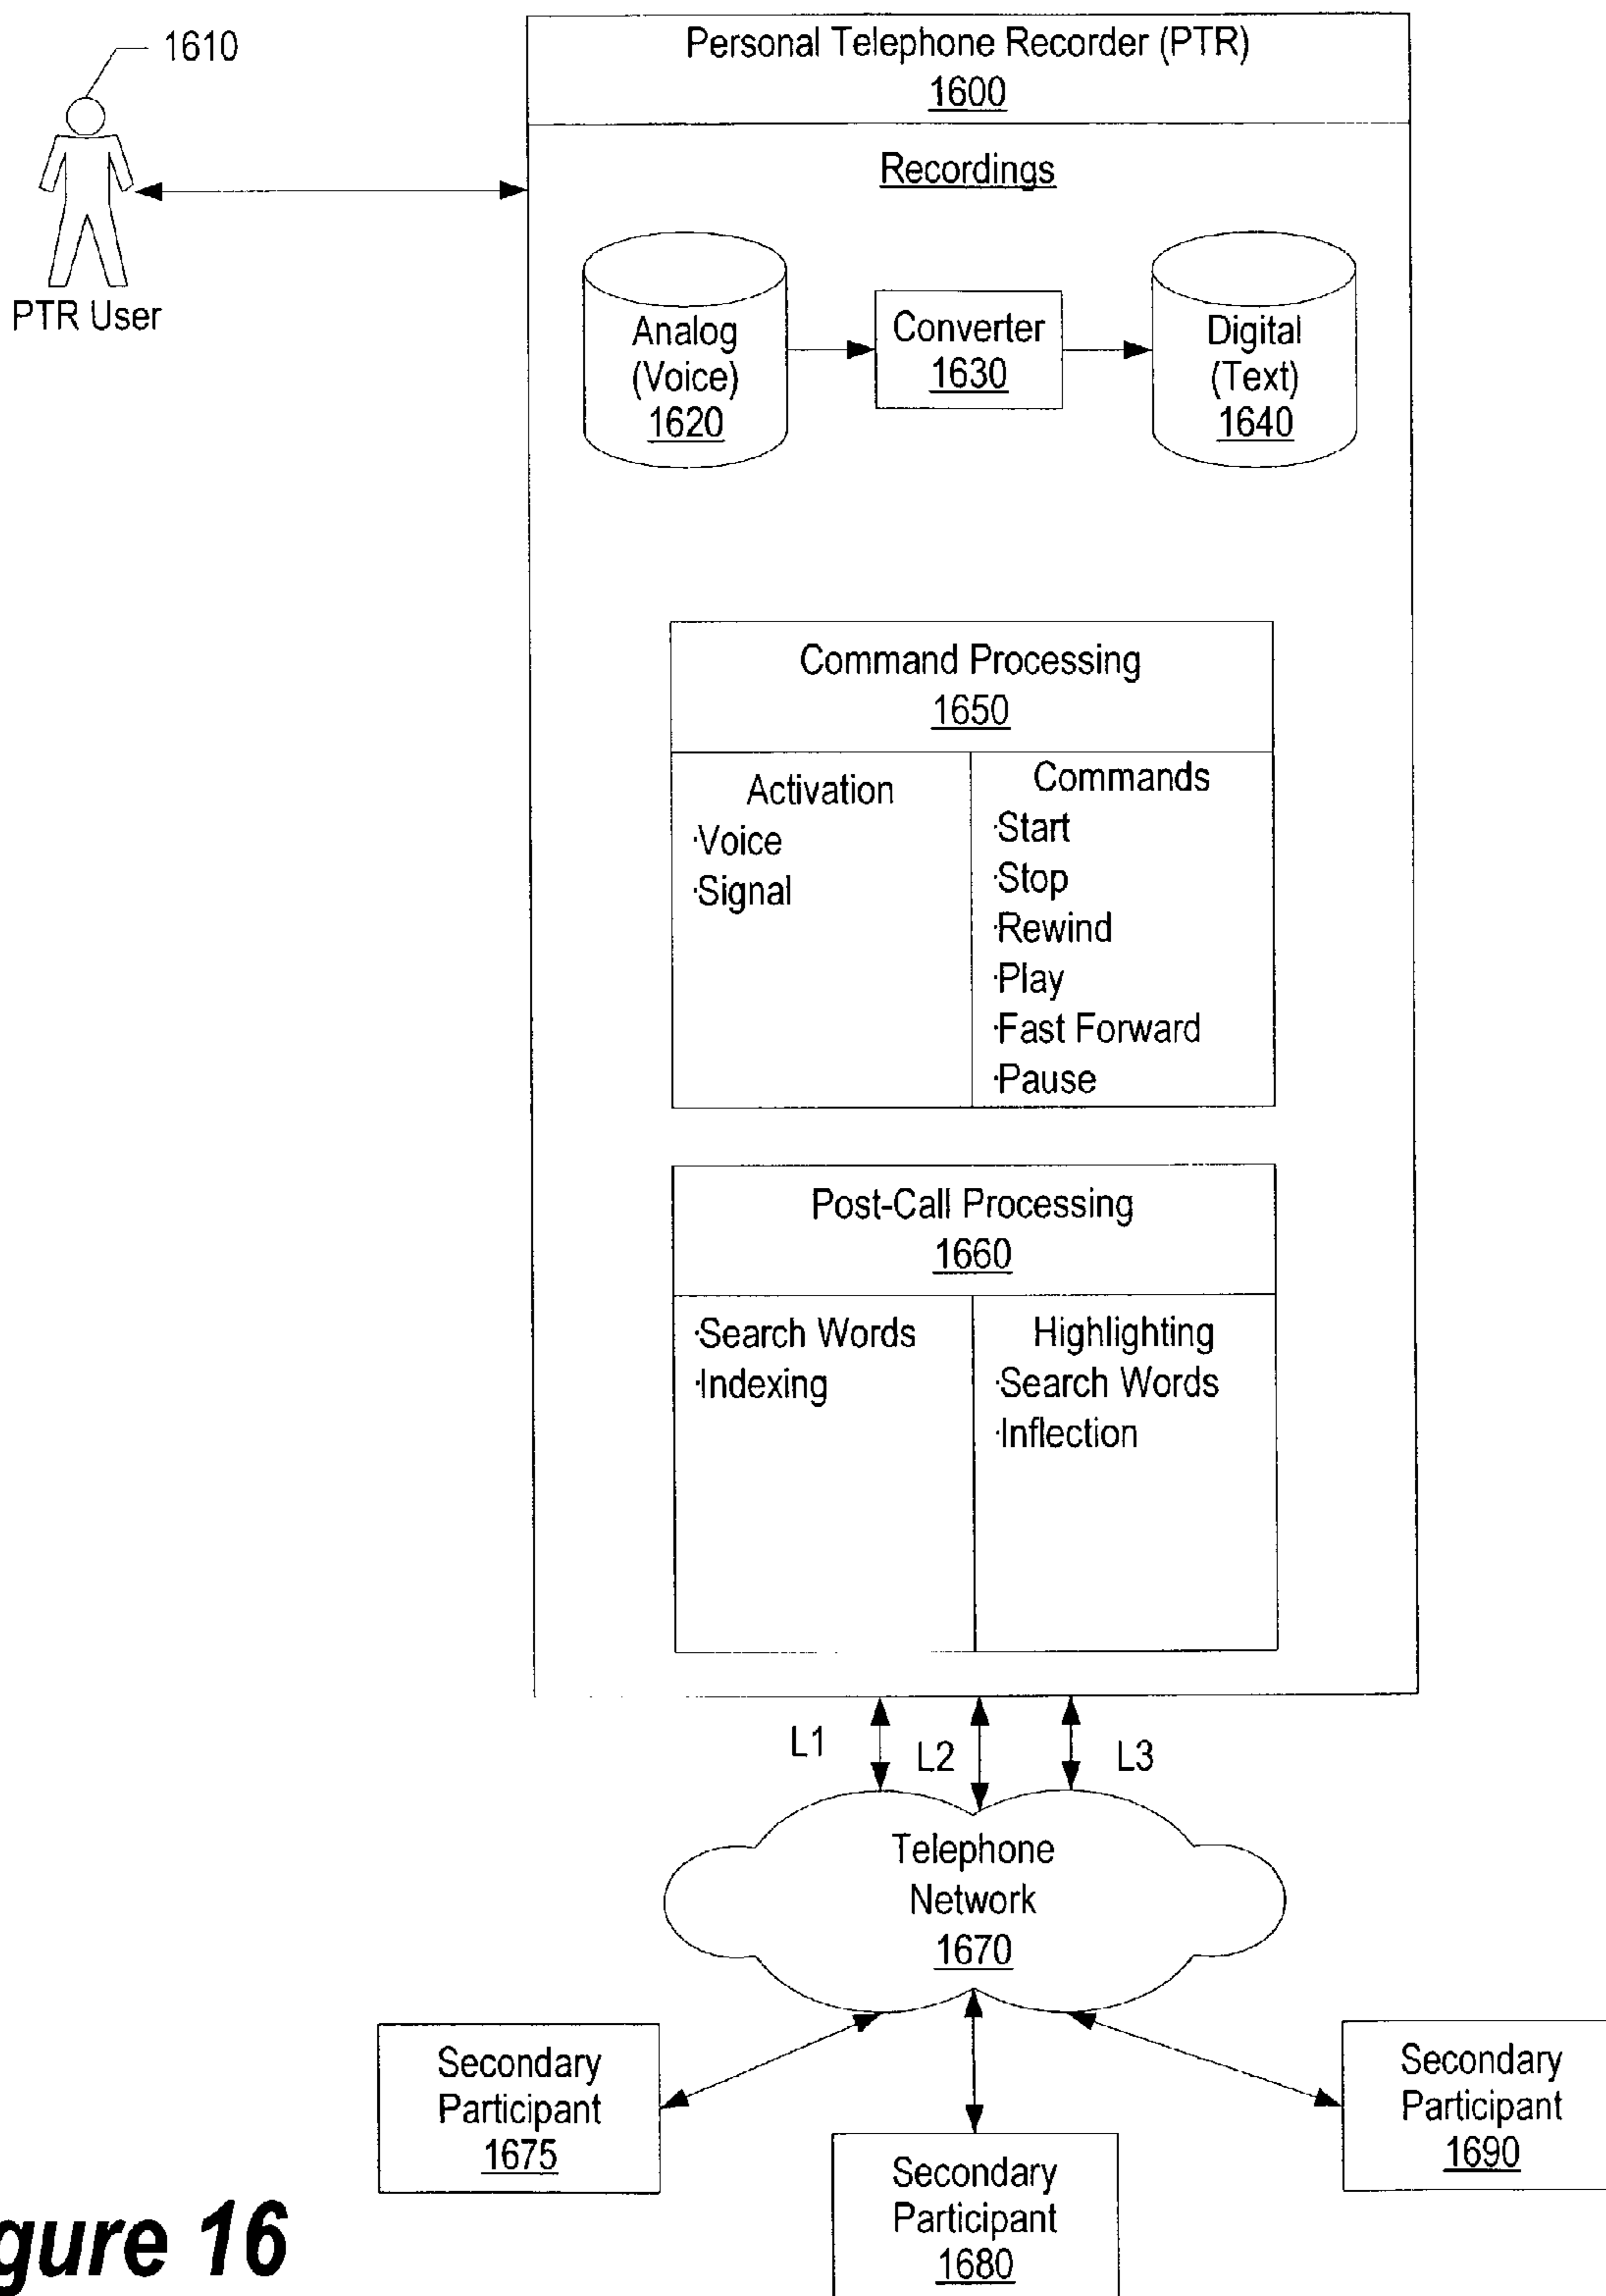 1610
PTR User
Personal Telephone Recorder (PTR)
1600
Recordings
Analog
(Voice)
1620
Converter
1630
Digital
(Text)
1640
Command Processing
1650
Activation
·Voice
·Signal
Commands
·Start
·Stop
·Rewind
·Play
·Fast Forward
·Pause
Post-Call Processing
1660
·Search Words
·Indexing
Highlighting
·Search Words
·Inflection
L1
L2
L3
Telephone
Network
1670
Secondary
Participant
1675
Secondary
Participant
1680
Secondary
Participant
1690
gure 16